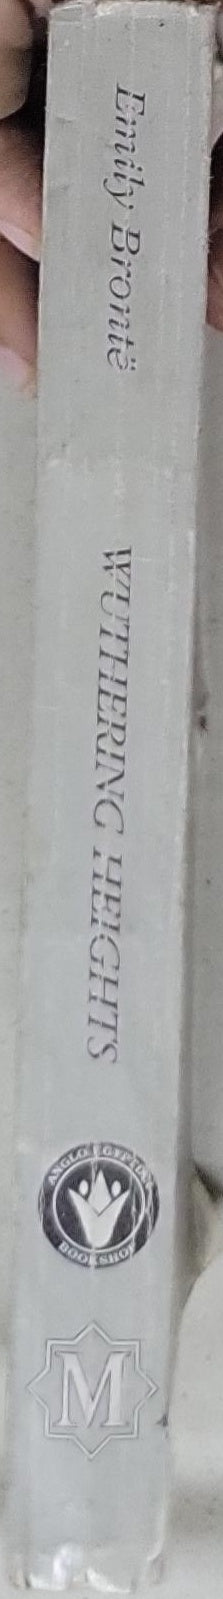 Emily Brontë
WUTHERING HEIGHTS
ANGLO EGYPTIAN
BOOKSHOP
M